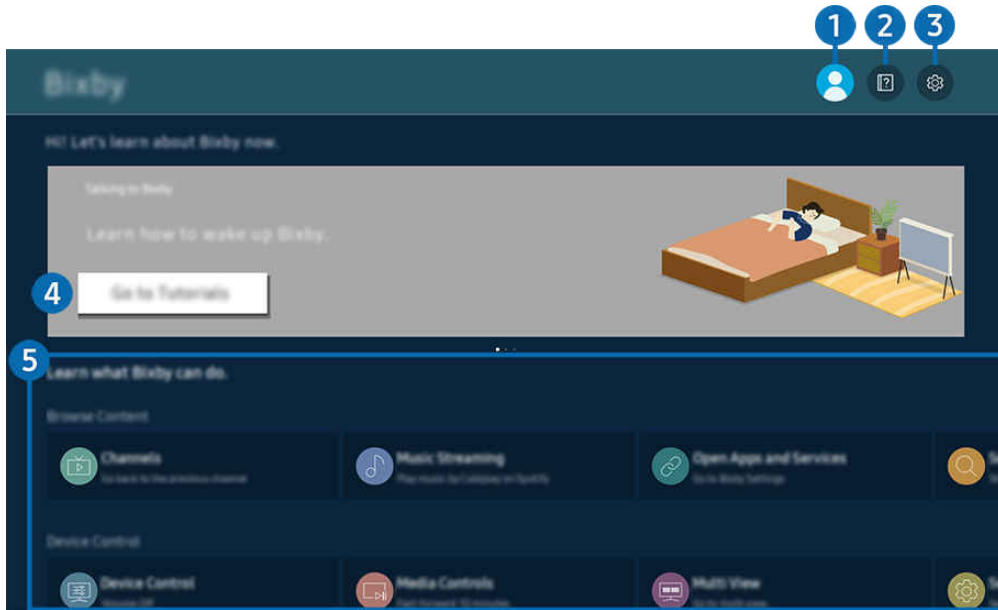 1 2 3
Bixby
?
Hi! Let's learn about Bixby now.
Talking to Bixby
Learn how to wake up Bixby.
4
Go to Tutorials
5
Learn what Bixby can do.
Browse Content
Channels Music Streaming Open Apps and Services
Go back to the previous channel Play music by Coldplay on Spotify Go to Bixby Settings
Device Control
Device Control Media Controls Multi View
Volume Off